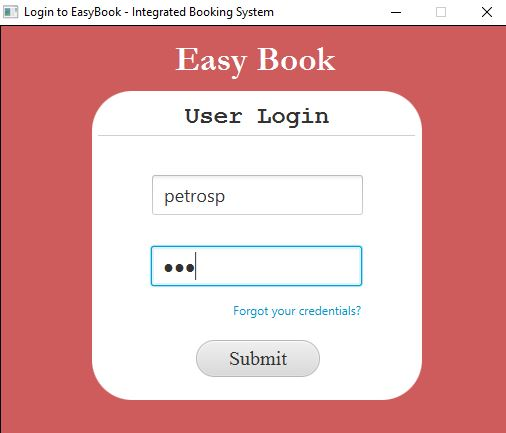 Login to EasyBook - Integrated Booking System
Easy Book
User Login
petrosp
●●●
Forgot your credentials?
Submit